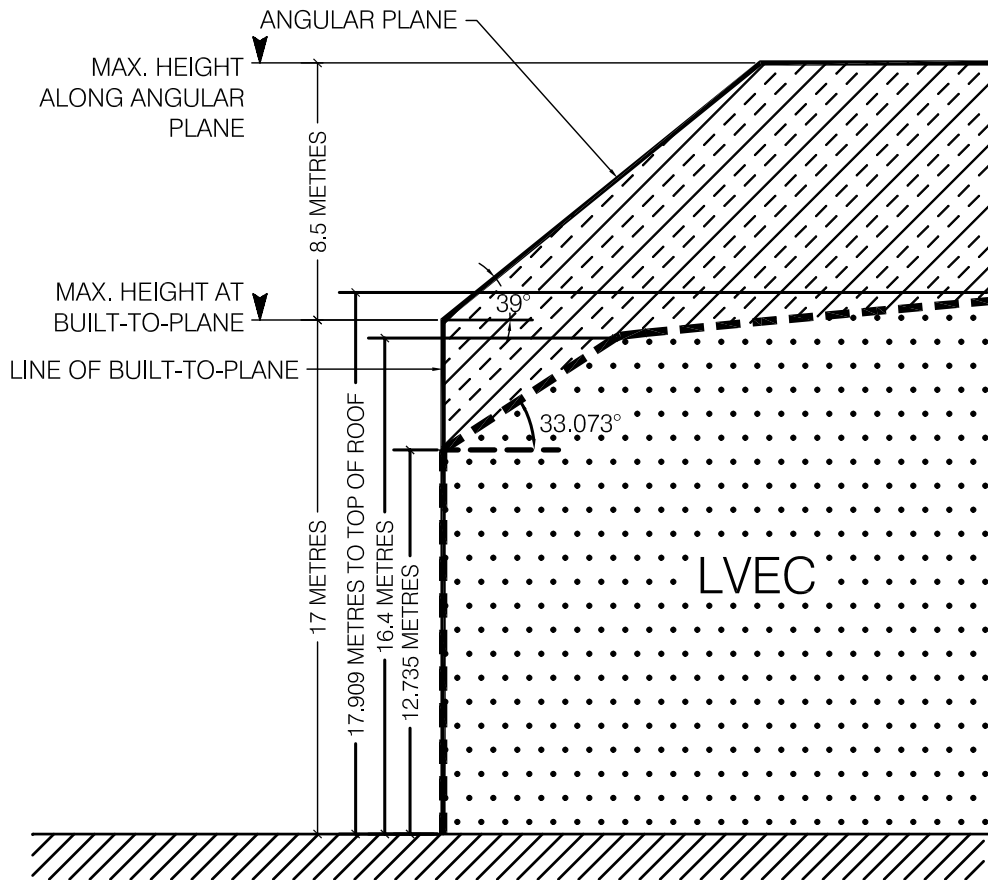 ANGULAR PLANE
MAX. HEIGHT
ALONG ANGULAR
PLANE
8.5 METRES
MAX. HEIGHT AT
BUILT-TO-PLANE
39°
LINE OF BUILT-TO-PLANE
33.073°
17 METRES
17.909 METRES TO TOP OF ROOF
16.4 METRES
12.735 METRES
LVEC